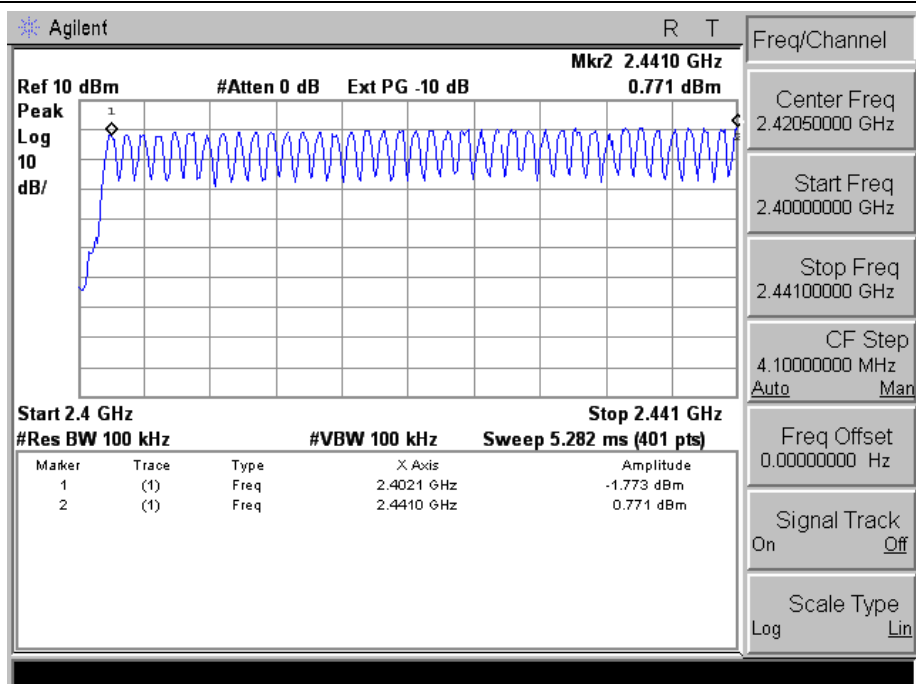 Agilent R T
Mkr2 2.4410 GHz
Ref 10 dBm #Atten 0 dB Ext PG -10 dB 0.771 dBm
Peak
Log
10
dB/
1
Start 2.4 GHz Stop 2.441 GHz
#Res BW 100 kHz #VBW 100 kHz Sweep 5.282 ms (401 pts)
Marker Trace Type X Axis Amplitude
1 (1) Freq 2.4021 GHz -1.773 dBm
2 (1) Freq 2.4410 GHz 0.771 dBm
Freq/Channel
Center Freq
2.42050000 GHz
Start Freq
2.40000000 GHz
Stop Freq
2.44100000 GHz
CF Step
4.10000000 MHz
Auto Man
Freq Offset
0.00000000 Hz
Signal Track
On Off
Scale Type
Log Lin